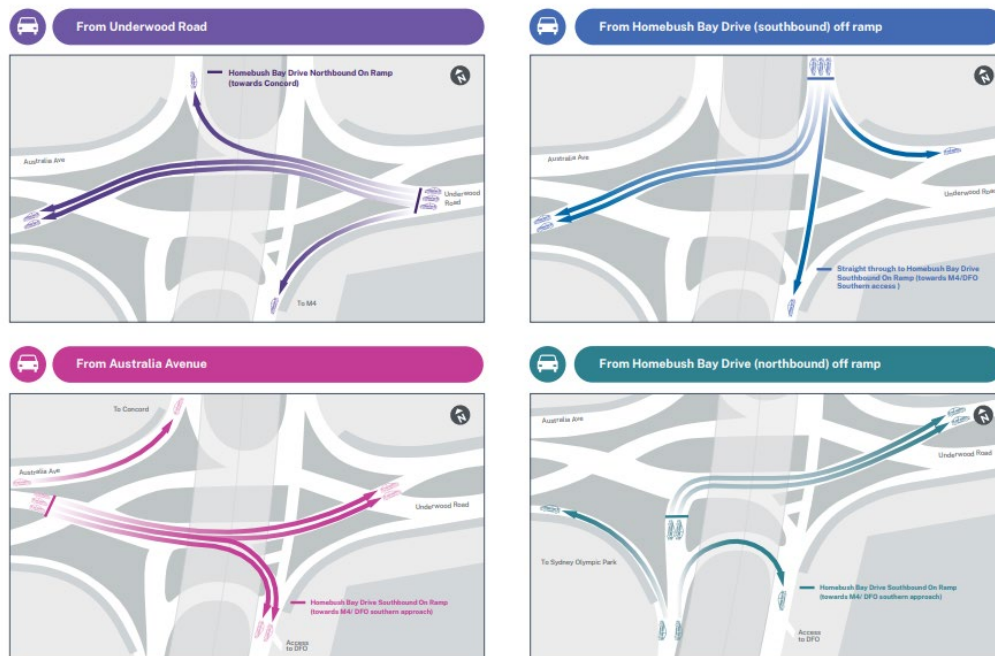 From Underwood Road
Homebush Bay Drive Northbound On Ramp
(towards Concord)
N
Australia Ave
Underwood
Road
To M4
From Homebush Bay Drive (southbound) off ramp
N
Australia Ave
Underwood
Road
Straight through to Homebush Bay Drive
Southbound On Ramp (towards M4/DFO
Southern access )
From Australia Avenue
To Concord
N
Australia Ave
Underwood Road
Homebush Bay Drive Southbound On Ramp
(towards M4/ DFO southern approach)
Access
to DFO
From Homebush Bay Drive (northbound) off ramp
N
Australia Ave
Underwood Road
To Sydney Olympic Park
Homebush Bay Drive Southbound On Ramp
(towards M4/ DFO southern approach)
Access
to DFO